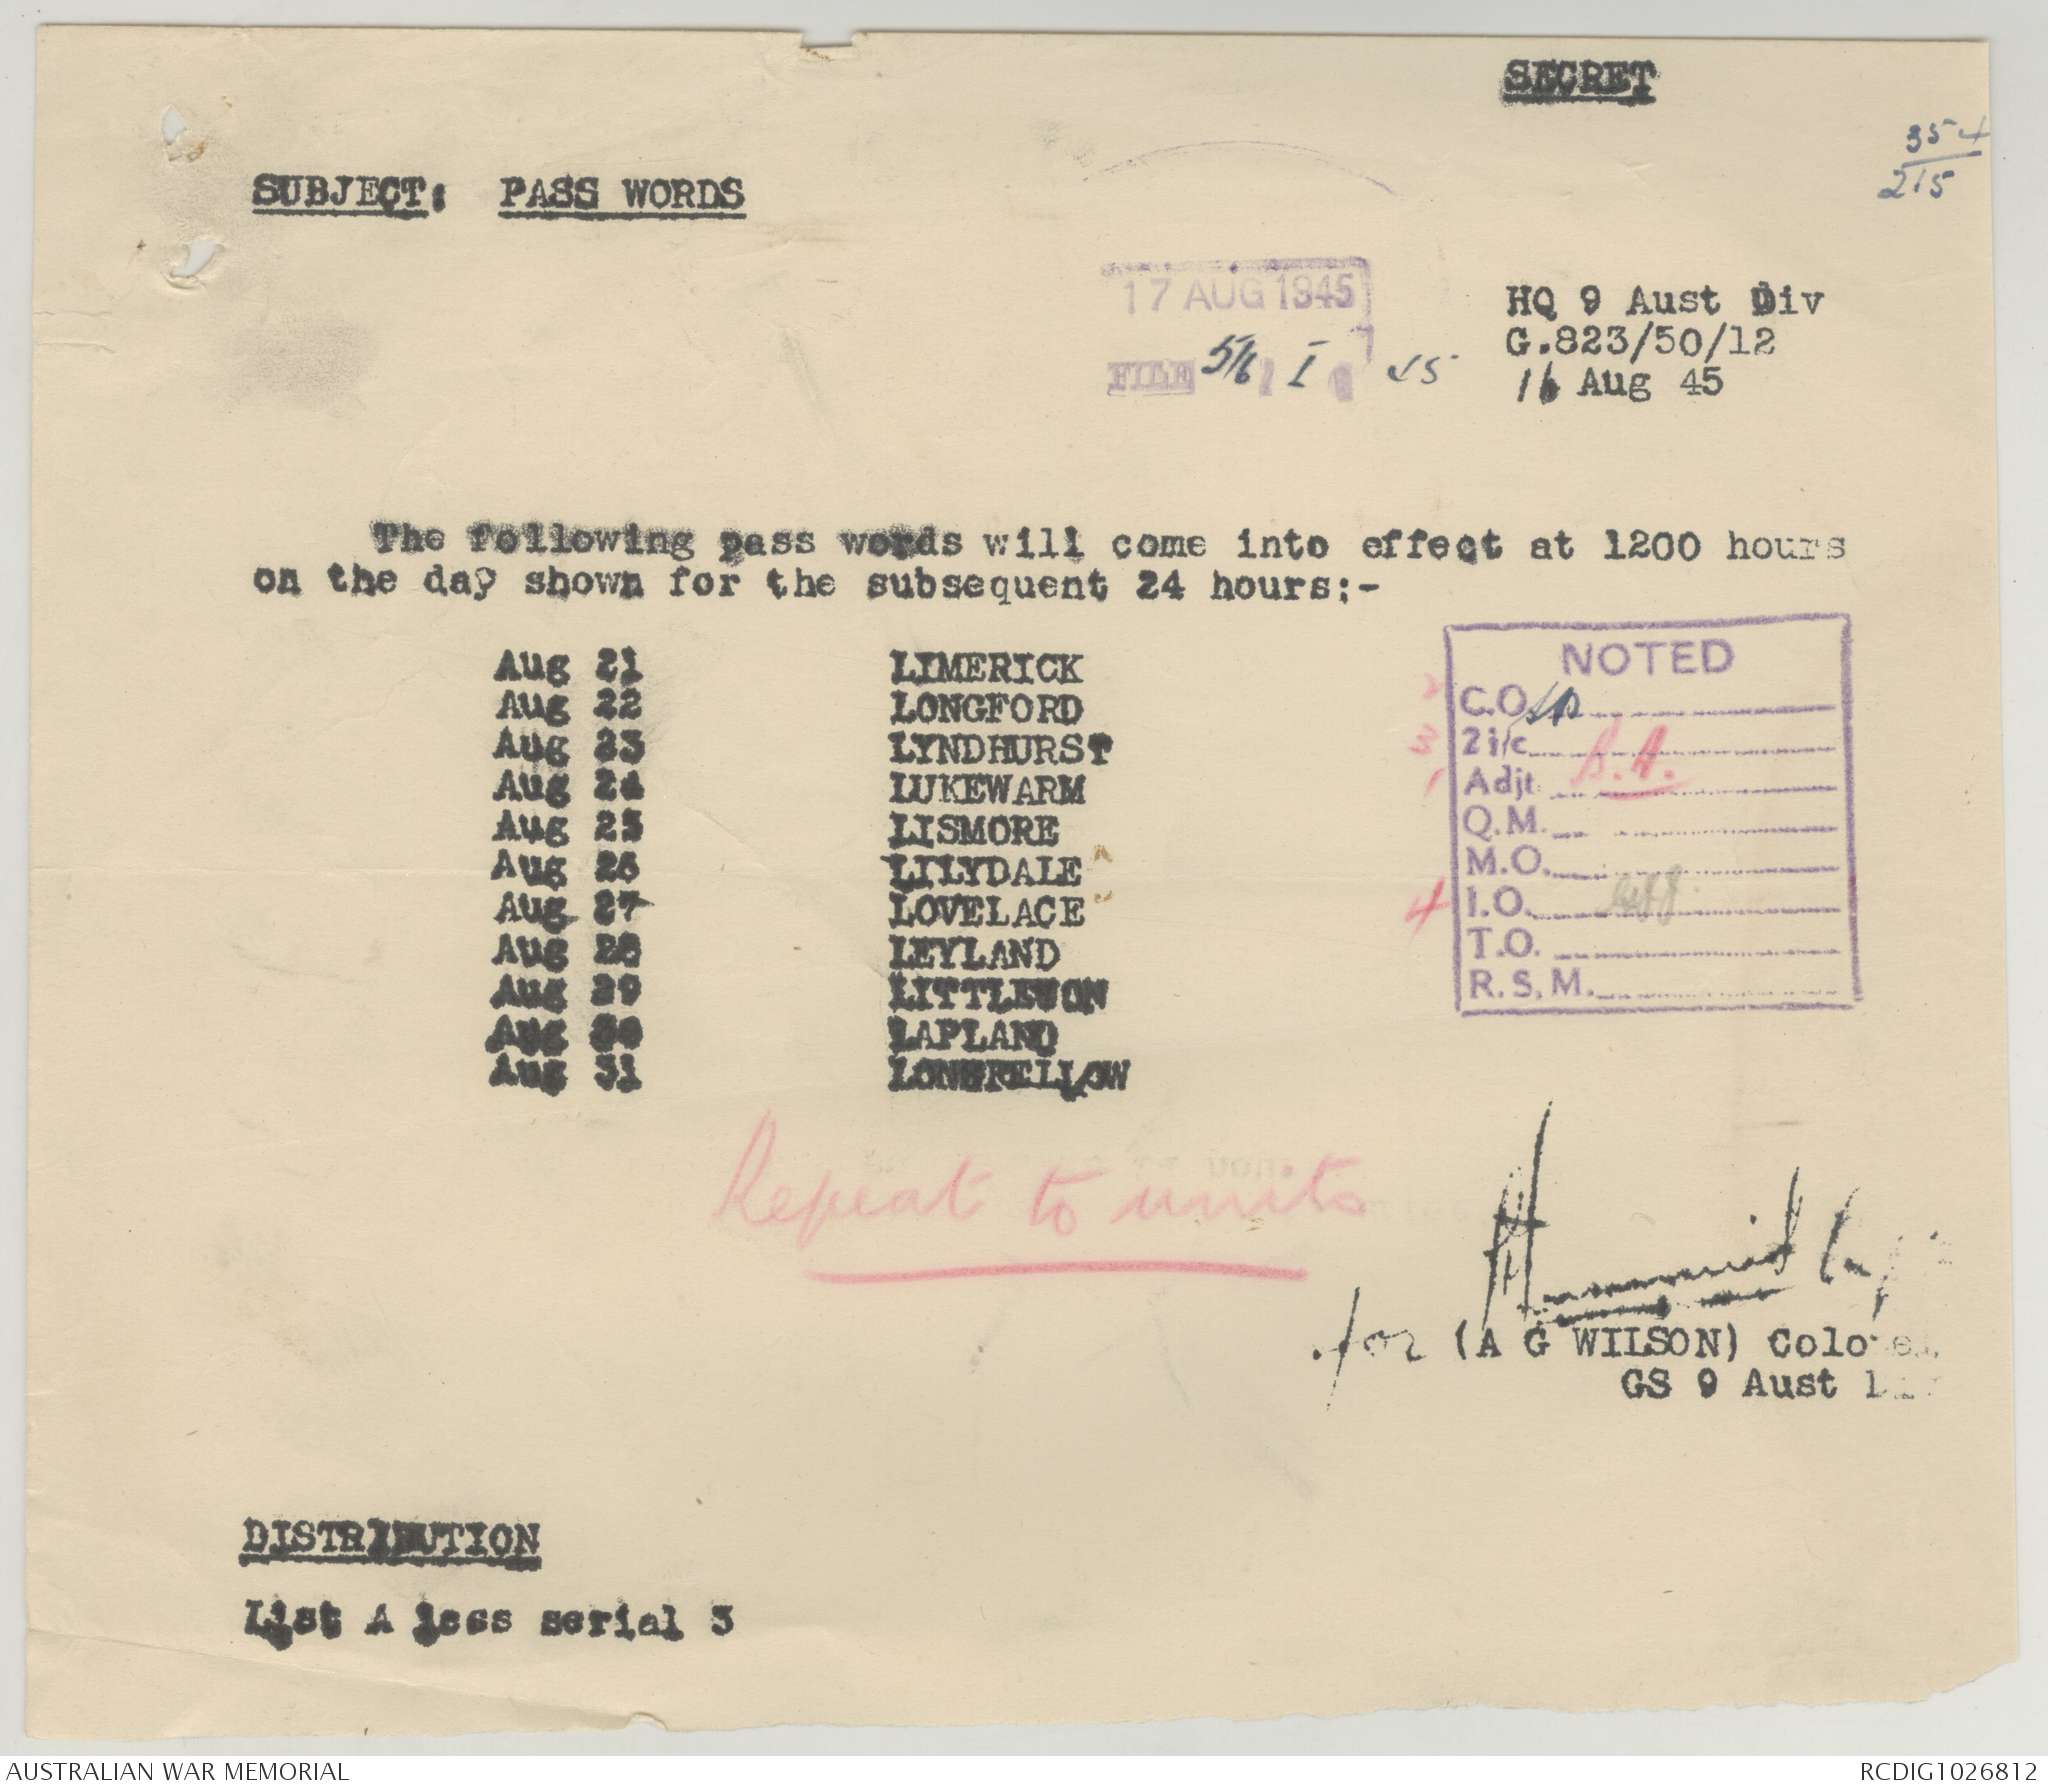 SECRET
354
215
SUBJECT: PASS WORDS
17 AUG 1945
FILE 5/6/1 I
HQ 9 Aust Div
G.823/50/12
16 Aug 45
The following pass words will come into effect at 1200 hours
on the day shown for the subsequent 24 hours:-
Aug 21 LIMERICK
Aug 22 LONGFORD
Aug 23 LYNDHURST
Aug 24 LUKEWARM
Aug 25 LISMORE
Aug 26 LILYDALE
Aug 27 LOVELACE
Aug 28 LEYLAND
Aug 29
Aug 30 LAPLAND
Aug 31 LONGFELLOW
NOTED
2 C.O.
3 2i/c
1 Adjt
Q.M.
M.O.
4 I.O.
T.O.
R.S.M.
Repeat to units
for (A G WILSON) Colonel
GS 9 Aust Div
DISTRIBUTION
List A less serial 3
AUSTRALIAN WAR MEMORIAL
RCDIG1026812